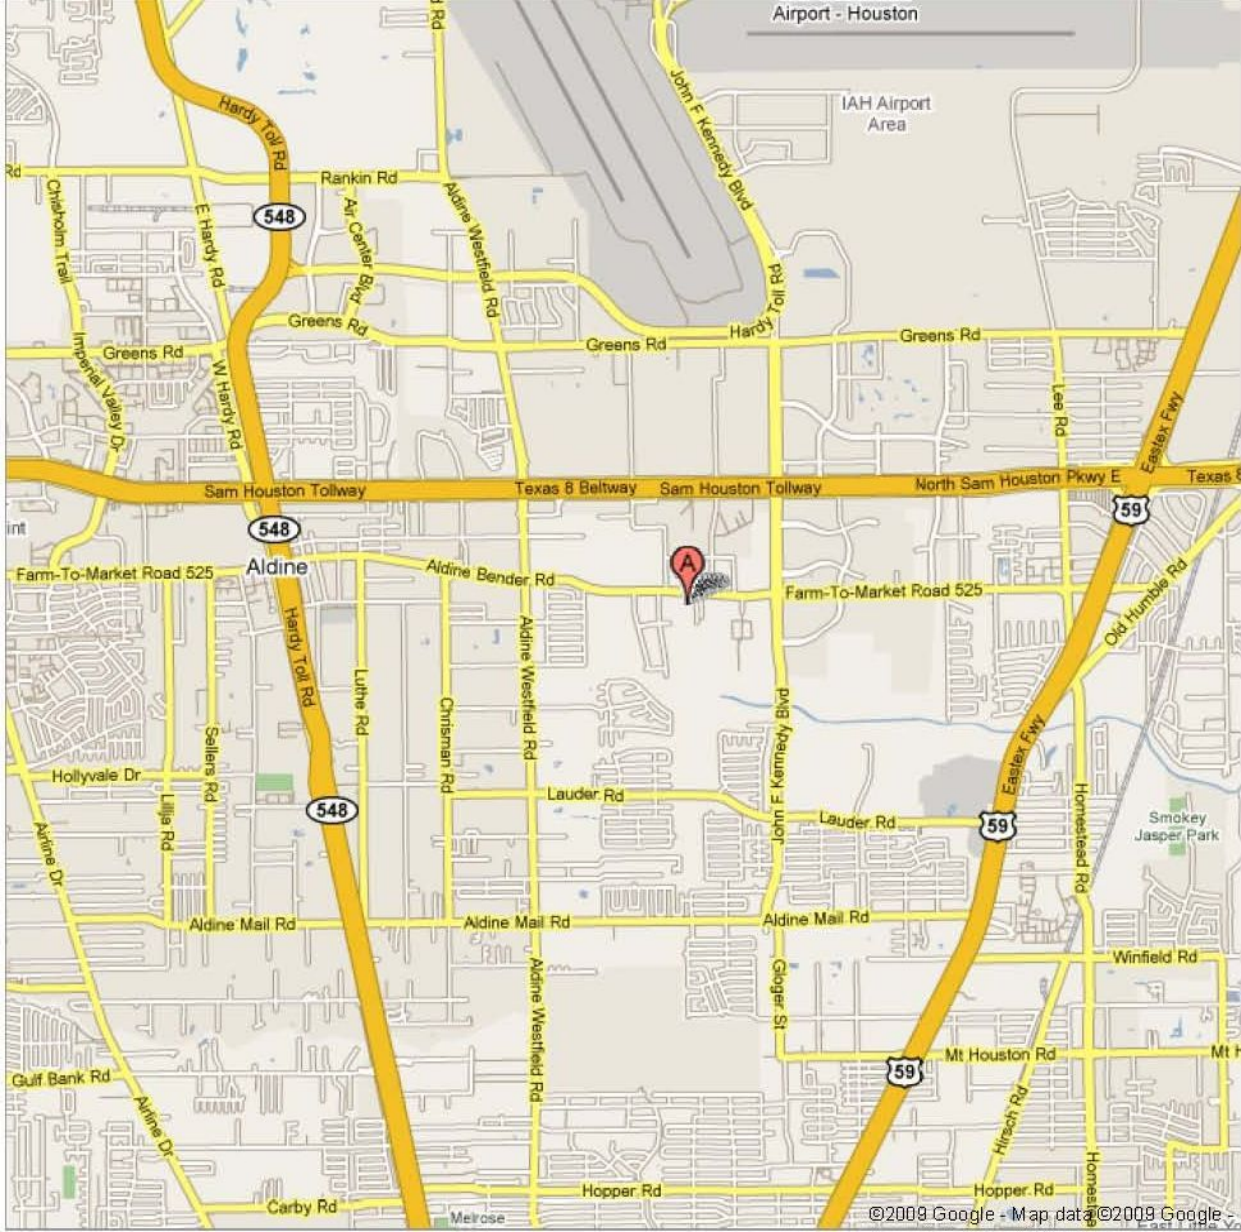 Airport - Houston
d Rd
John F Kennedy Blvd
IAH Airport
Area
Hardy Toll Rd
Rd
Rankin Rd
Chisholm Trail
548
E Hardy Rd
Air Center Blvd
Aldine Westfield Rd
Hardy Toll Rd
Greens Rd
Greens Rd
Greens Rd
Greens Rd
Imperial Valley Dr
W Hardy Rd
Lee Rd
Eastex Fwy
Sam Houston Tollway
Texas 8 Beltway
Sam Houston Tollway
North Sam Houston Pkwy E
Texas 8
59
int
548
Aldine
Farm-To-Market Road 525
Aldine Bender Rd
A
Farm-To-Market Road 525
Old Humble Rd
Hardy Toll Rd
Luthe Rd
Chrisman Rd
Aldine Westfield Rd
John F Kennedy Blvd
Eastex Fwy
Sellers Rd
Hollyvale Dr
Lillja Rd
548
Lauder Rd
Lauder Rd
59
Homestead Rd
Smokey
Jasper Park
Airline Dr
Aldine Mail Rd
Aldine Mail Rd
Aldine Mail Rd
Winfield Rd
Aldine Westfield Rd
Gloger St
Mt Houston Rd
Mt H
59
Gulf Bank Rd
Airline Dr
Hirsch Rd
Homeste
Carby Rd
Hopper Rd
Hopper Rd
Melrose
©2009 Google - Map data ©2009 Google -